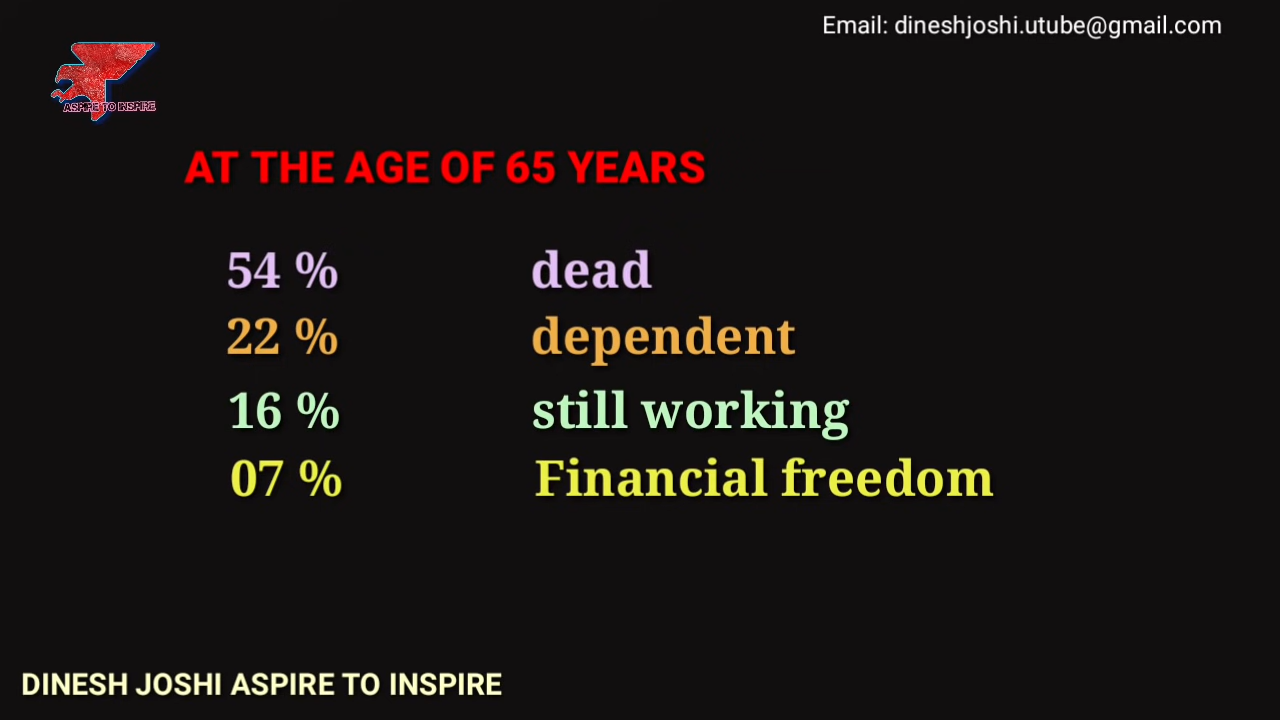 Email: dineshjoshi.utube@gmail.com
ASPIRE TO INSPIRE
AT THE AGE OF 65 YEARS
54 % dead
22 % dependent
16 % still working
07 % Financial freedom
DINESH JOSHI ASPIRE TO INSPIRE